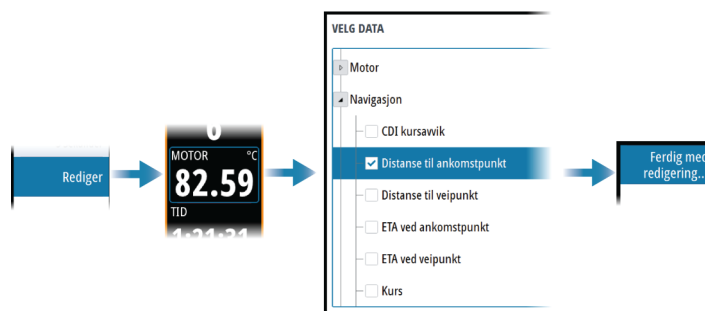 Rediger
MOTOR °C
82.59
TID
VELG DATA
Motor
Navigasjon
CDI kursavvik
Distanse til ankomstpunkt
Distanse til veipunkt
ETA ved ankomstpunkt
ETA ved veipunkt
Kurs
Ferdig med
redigering...